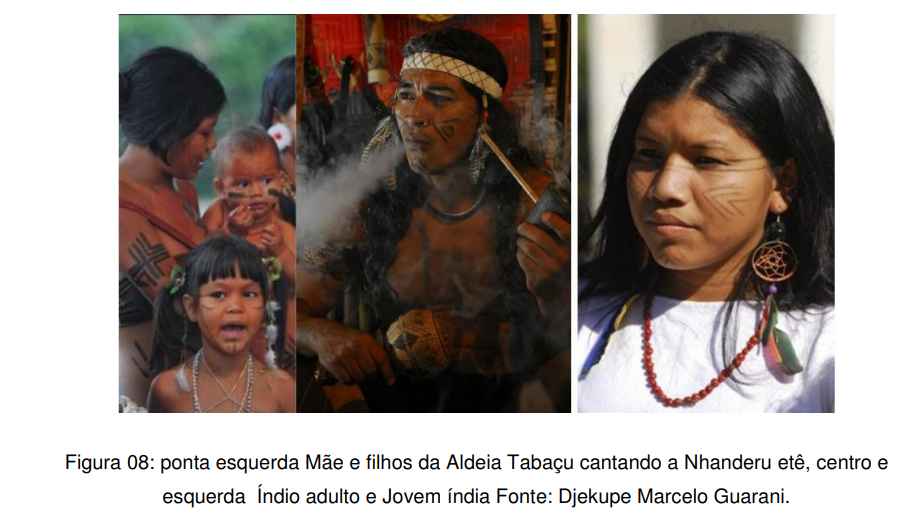 Figura 08: ponta esquerda Mãe e filhos da Aldeia Tabaçu cantando a Nhanderu etê, centro e
esquerda Índio adulto e Jovem índia Fonte: Djekupe Marcelo Guarani.